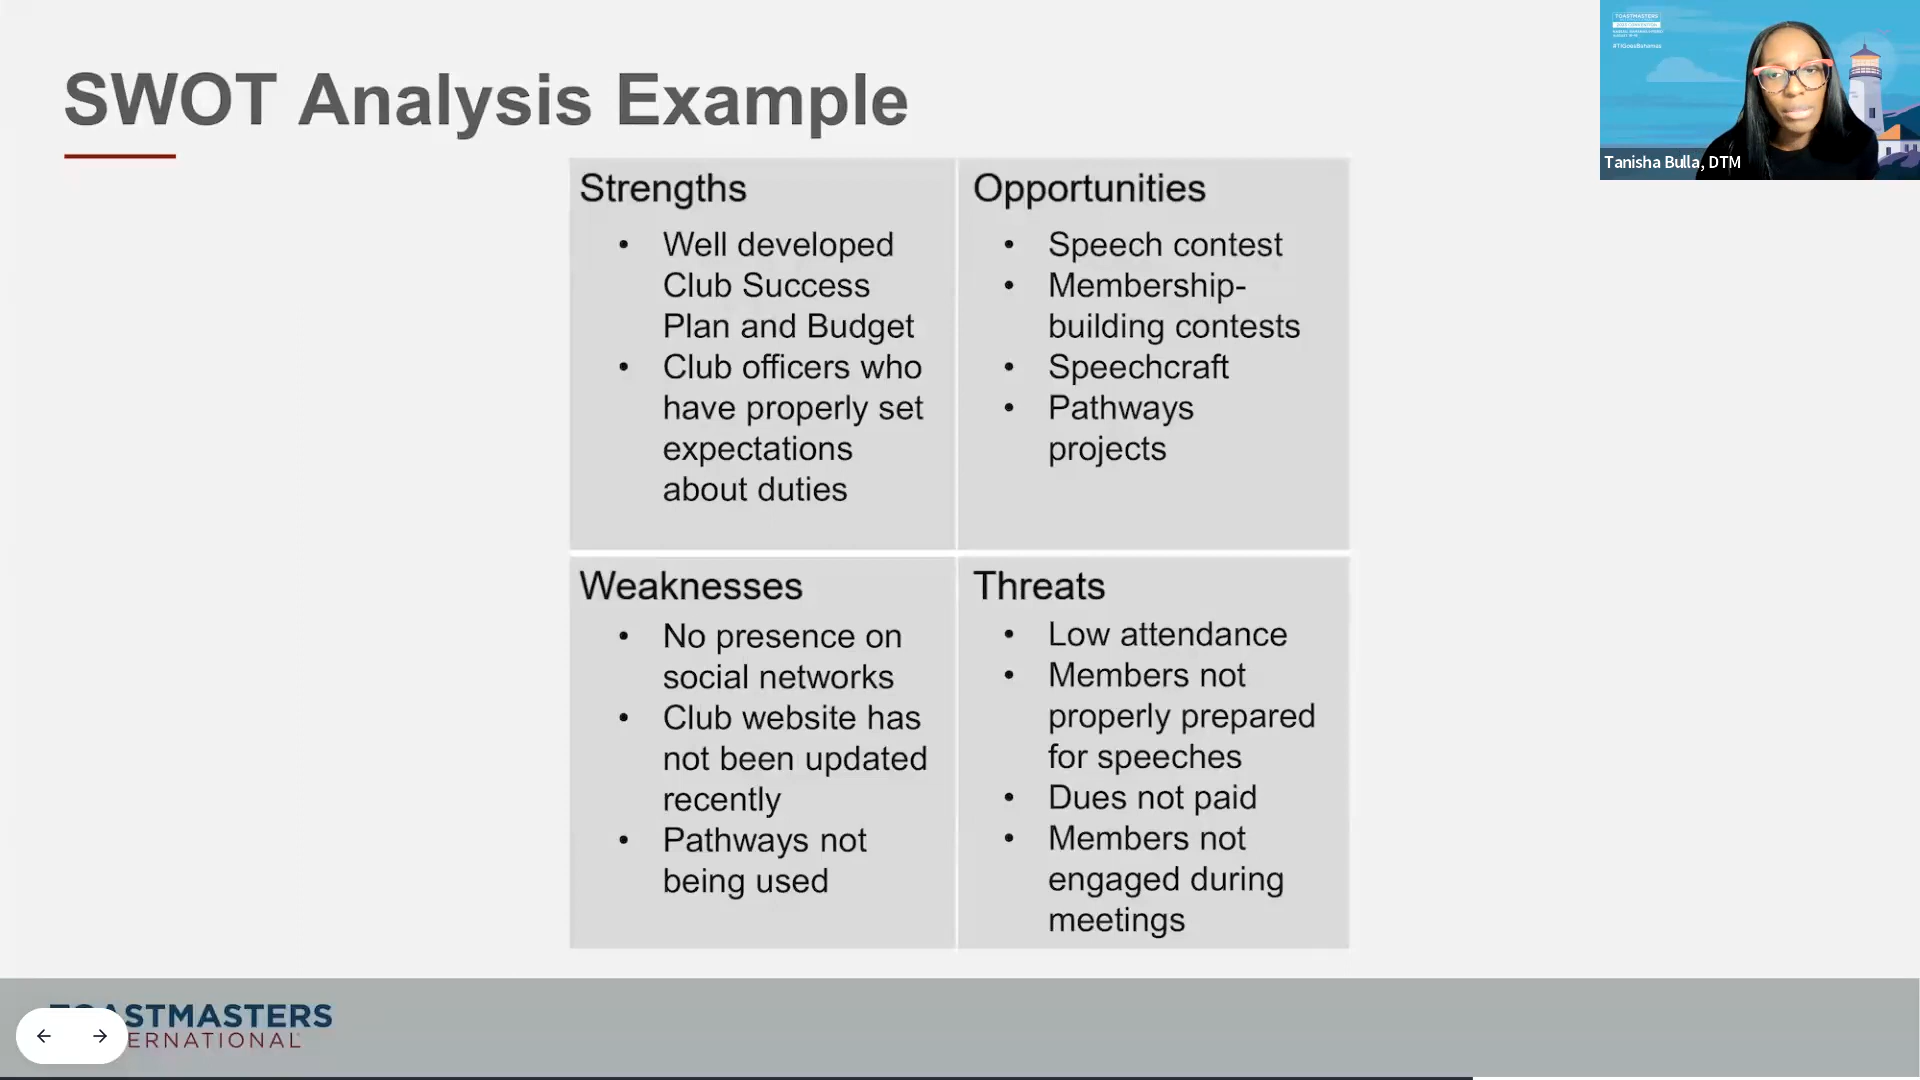 SWOT Analysis Example
Strengths
• Well developed
Club Success
Plan and Budget
• Club officers who
have properly set
expectations
about duties
Opportunities
• Speech contest
• Membership-
building contests
• Speechcraft
• Pathways
projects
Weaknesses
• No presence on
social networks
• Club website has
not been updated
recently
• Pathways not
being used
Threats
• Low attendance
• Members not
properly prepared
for speeches
• Dues not paid
• Members not
engaged during
meetings
TOASTMASTERS
#TIGoesBahamas
Tanisha Bulla, DTM
TOASTMASTERS
ERNATIONAL